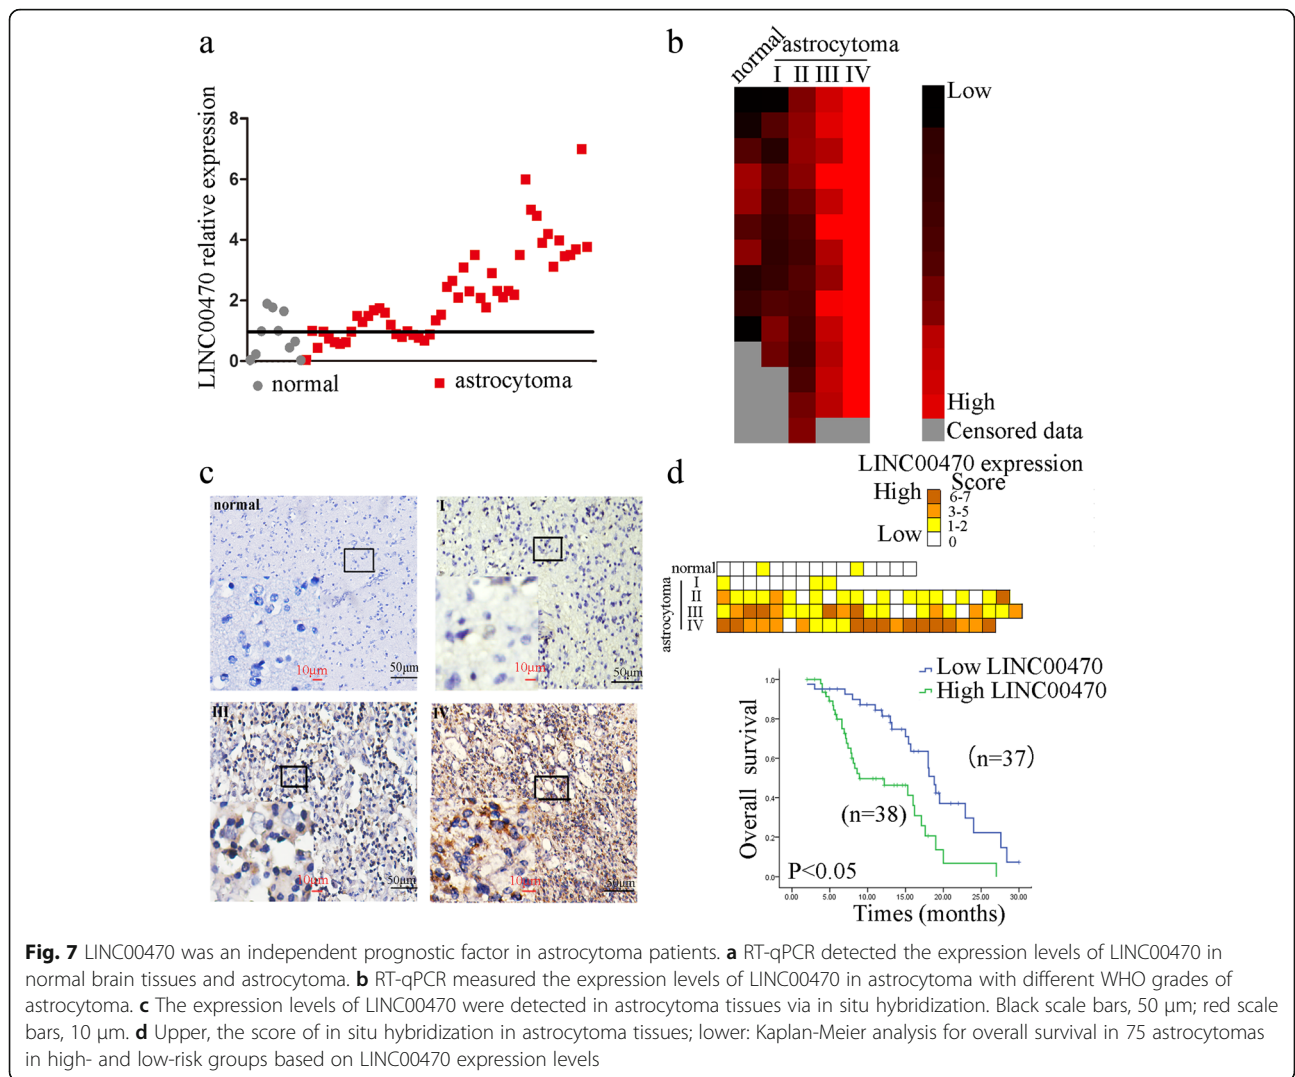 a
LINC00470 relative expression
8
6
4
2
0
normal
astrocytoma
b
normal
astrocytoma
I II III IV
Low
High
Censored data
c
normal
10μm
50μm
I
10μm
50μm
III
10μm
50μm
IV
10μm
50μm
d
LINC00470 expression
Score
High
Low
6-7
3-5
1-2
0
normal
astrocytoma
I
II
III
IV
Low LINC00470
High LINC00470
Overall survival
1.0
0.8
0.6
0.4
0.2
0.0
(n=37)
(n=38)
P<0.05
0.00 5.00 10.00 15.00 20.00 25.00 30.00
Times (months)
Fig. 7 LINC00470 was an independent prognostic factor in astrocytoma patients. a RT-qPCR detected the expression levels of LINC00470 in
normal brain tissues and astrocytoma. b RT-qPCR measured the expression levels of LINC00470 in astrocytoma with different WHO grades of
astrocytoma. c The expression levels of LINC00470 were detected in astrocytoma tissues via in situ hybridization. Black scale bars, 50 μm; red scale
bars, 10 μm. d Upper, the score of in situ hybridization in astrocytoma tissues; lower: Kaplan-Meier analysis for overall survival in 75 astrocytomas
in high- and low-risk groups based on LINC00470 expression levels